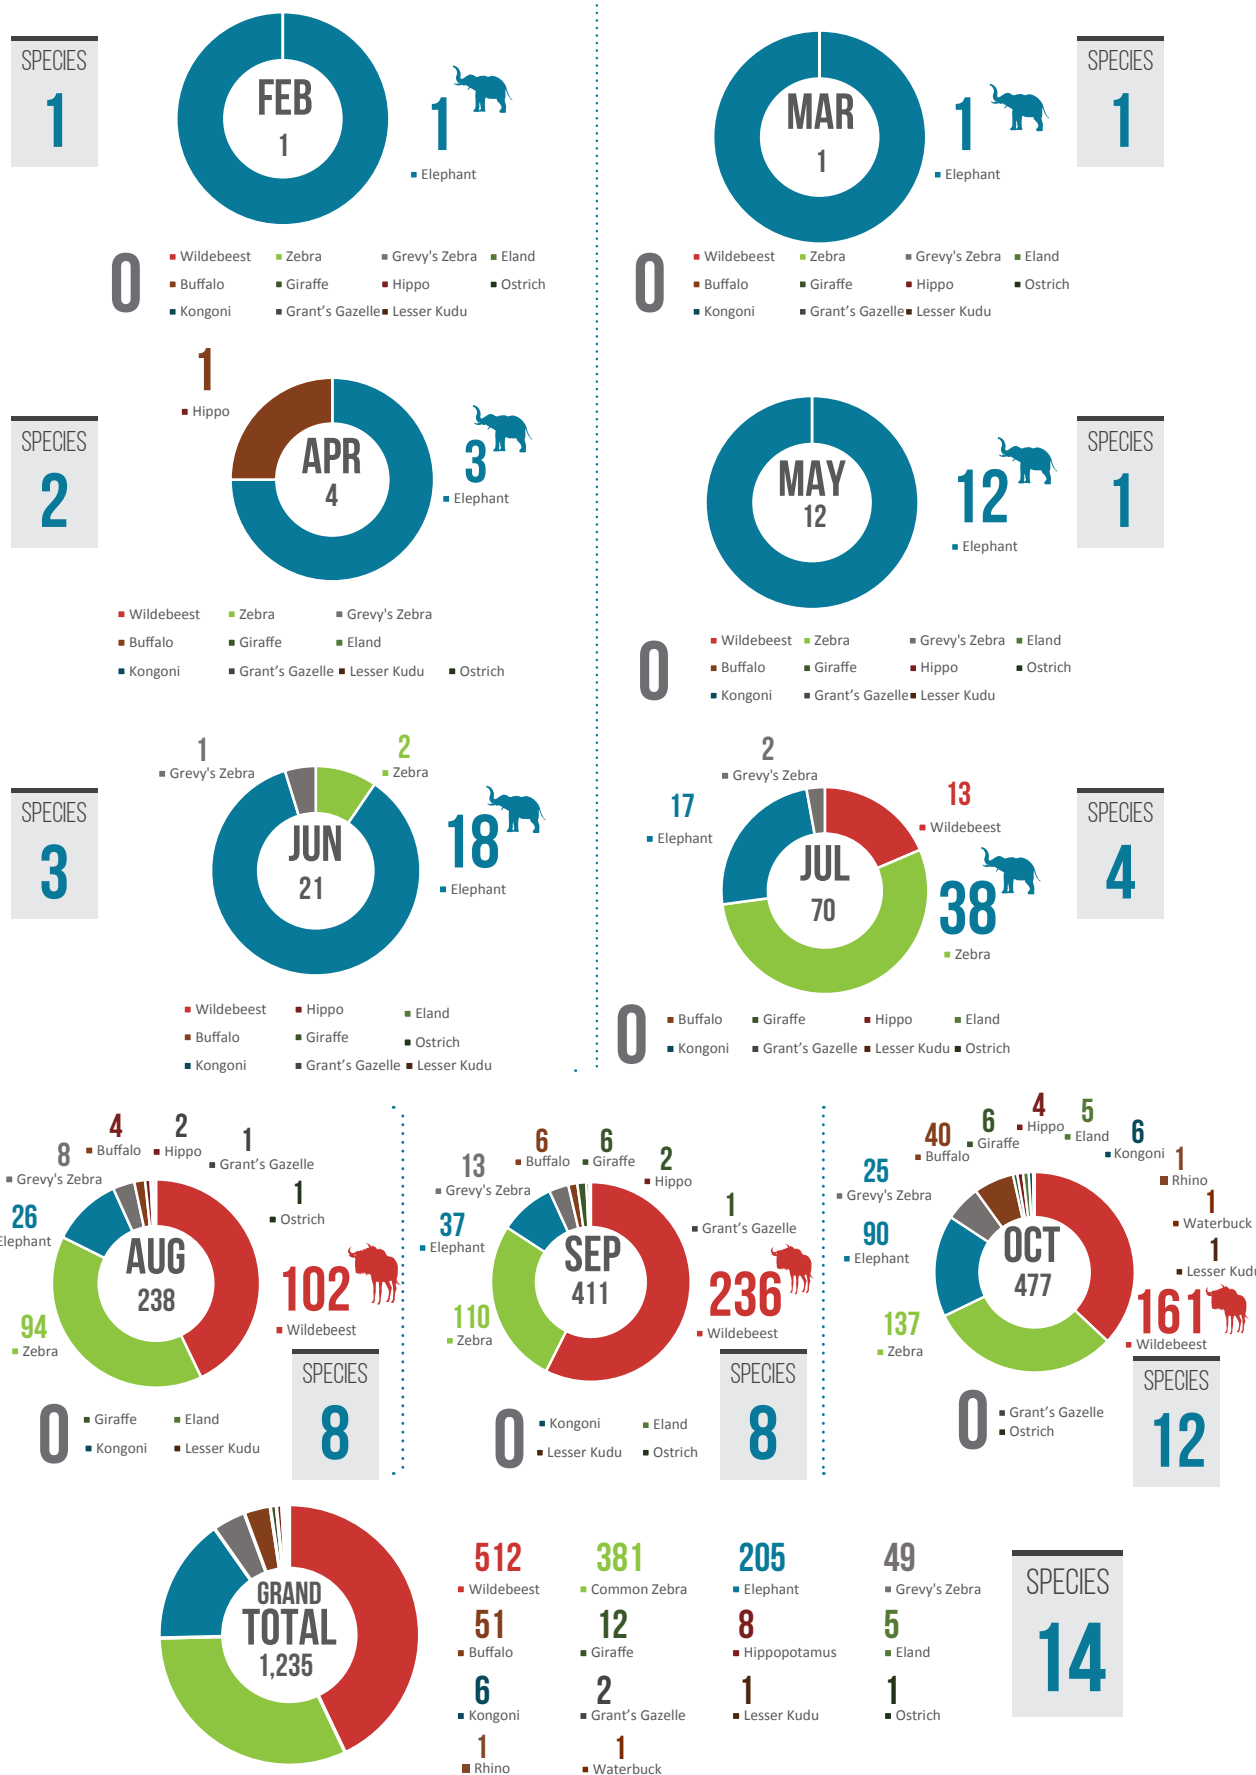 SPECIES
1
FEB
1
1
Elephant
0
Wildebeest
Zebra
Grevy's Zebra
Eland
Buffalo
Giraffe
Hippo
Ostrich
Kongoni
Grant's Gazelle
Lesser Kudu
MAR
1
1
Elephant
SPECIES
1
0
Wildebeest
Zebra
Grevy's Zebra
Eland
Buffalo
Giraffe
Hippo
Ostrich
Kongoni
Grant's Gazelle
Lesser Kudu
SPECIES
2
1
Hippo
APR
4
3
Elephant
Wildebeest
Zebra
Grevy's Zebra
Buffalo
Giraffe
Eland
Kongoni
Grant's Gazelle
Lesser Kudu
Ostrich
MAY
12
12
Elephant
SPECIES
1
0
Wildebeest
Zebra
Grevy's Zebra
Eland
Buffalo
Giraffe
Hippo
Ostrich
Kongoni
Grant's Gazelle
Lesser Kudu
SPECIES
3
1
Grevy's Zebra
2
Zebra
JUN
21
18
Elephant
Wildebeest
Hippo
Eland
Buffalo
Giraffe
Ostrich
Kongoni
Grant's Gazelle
Lesser Kudu
2
Grevy's Zebra
17
Elephant
13
Wildebeest
JUL
70
38
Zebra
SPECIES
4
0
Buffalo
Giraffe
Hippo
Eland
Kongoni
Grant's Gazelle
Lesser Kudu
Ostrich
4
Buffalo
2
Hippo
1
Grant's Gazelle
8
Grevy's Zebra
1
Ostrich
26
Elephant
AUG
238
102
Wildebeest
94
Zebra
SPECIES
8
0
Giraffe
Eland
Kongoni
Lesser Kudu
6
Buffalo
6
Giraffe
2
Hippo
13
Grevy's Zebra
1
Grant's Gazelle
37
Elephant
SEP
411
236
Wildebeest
110
Zebra
SPECIES
8
0
Kongoni
Eland
Lesser Kudu
Ostrich
40
Buffalo
6
Giraffe
4
Hippo
5
Eland
6
Kongoni
1
Rhino
25
Grevy's Zebra
1
Waterbuck
90
Elephant
1
Lesser Kudu
OCT
477
161
Wildebeest
137
Zebra
SPECIES
12
0
Grant's Gazelle
Ostrich
GRAND
TOTAL
1,235
512
Wildebeest
381
Common Zebra
205
Elephant
49
Grevy's Zebra
51
Buffalo
12
Giraffe
8
Hippopotamus
5
Eland
6
Kongoni
2
Grant's Gazelle
1
Lesser Kudu
1
Ostrich
1
Rhino
1
Waterbuck
SPECIES
14